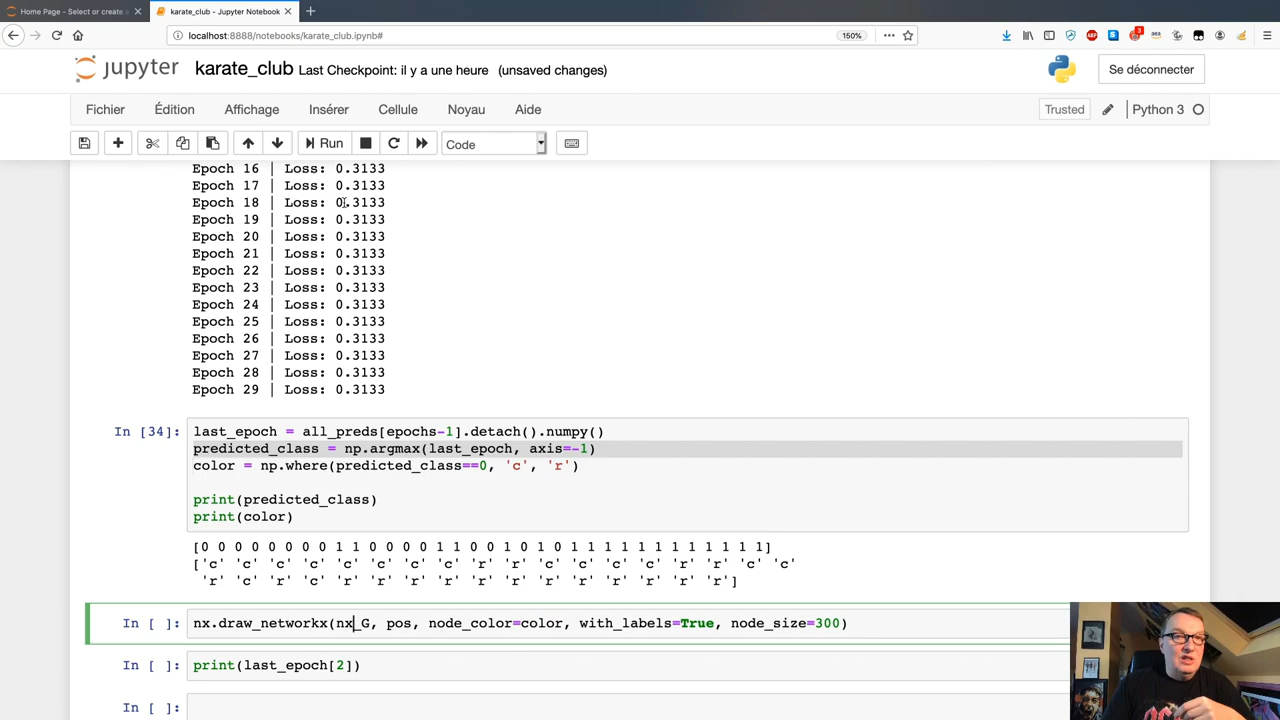 Home Page - Select or create a
karate_club - Jupyter Notebook
localhost:8888/notebooks/karate_club.ipynb#
150%
jupyter
karate_club Last Checkpoint: il y a une heure (unsaved changes)
Se déconnecter
Fichier Édition Affichage Insérer Cellule Noyau Aide
Trusted
Python 3
Run
Code
Epoch 16 | Loss: 0.3133
Epoch 17 | Loss: 0.3133
Epoch 18 | Loss: 0.3133
Epoch 19 | Loss: 0.3133
Epoch 20 | Loss: 0.3133
Epoch 21 | Loss: 0.3133
Epoch 22 | Loss: 0.3133
Epoch 23 | Loss: 0.3133
Epoch 24 | Loss: 0.3133
Epoch 25 | Loss: 0.3133
Epoch 26 | Loss: 0.3133
Epoch 27 | Loss: 0.3133
Epoch 28 | Loss: 0.3133
Epoch 29 | Loss: 0.3133
In [34]: last_epoch = all_preds[epochs-1].detach().numpy()
predicted_class = np.argmax(last_epoch, axis=-1)
color = np.where(predicted_class==0, 'c', 'r')
print(predicted_class)
print(color)
[0 0 0 0 0 0 0 0 1 1 0 0 0 0 1 1 0 0 1 0 1 0 1 1 1 1 1 1 1 1 1 1 1 1]
['c' 'c' 'c' 'c' 'c' 'c' 'c' 'c' 'r' 'r' 'c' 'c' 'c' 'c' 'r' 'r' 'c' 'c'
'r' 'c' 'r' 'c' 'r' 'r' 'r' 'r' 'r' 'r' 'r' 'r' 'r' 'r' 'r' 'r']
In [ ]: nx.draw_networkx(nx_G, pos, node_color=color, with_labels=True, node_size=300)
In [ ]: print(last_epoch[2])
In [ ]: